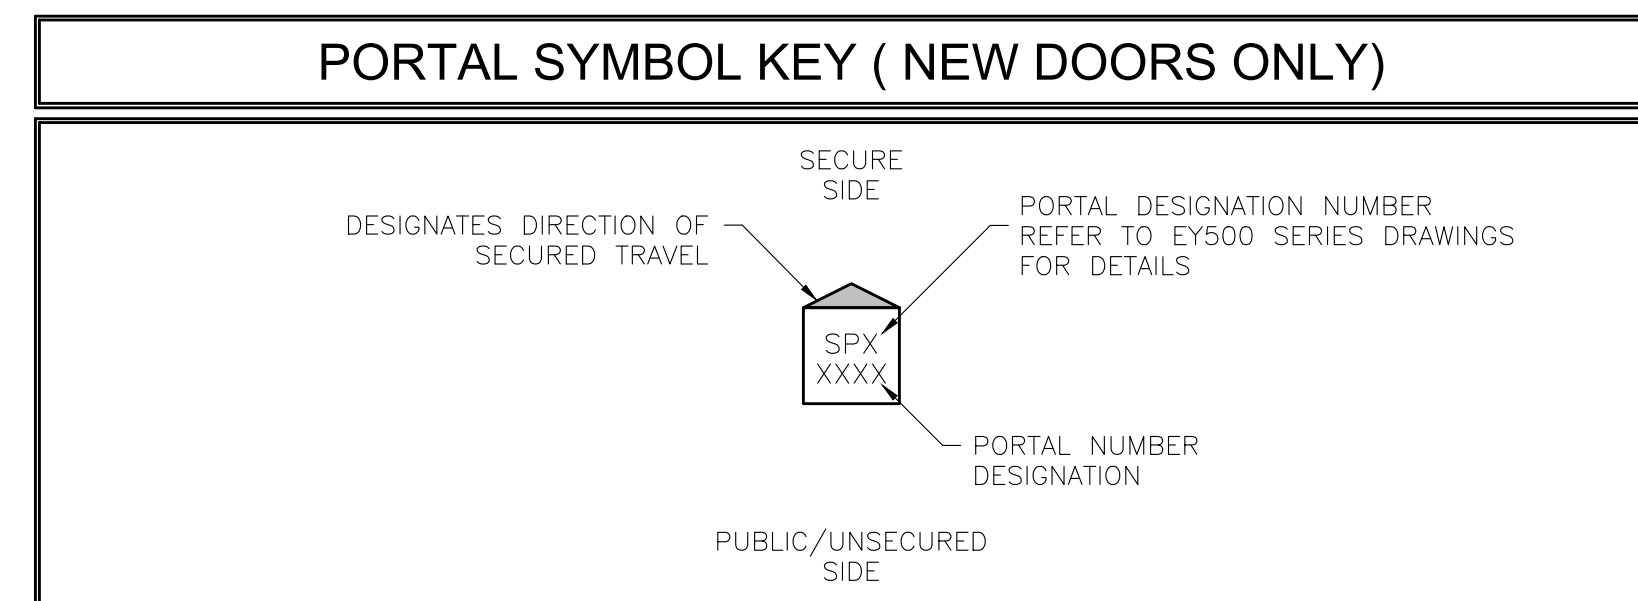 PORTAL SYMBOL KEY ( NEW DOORS ONLY)
SECURE
SIDE
DESIGNATES DIRECTION OF
SECURED TRAVEL
PORTAL DESIGNATION NUMBER
REFER TO EY500 SERIES DRAWINGS
FOR DETAILS
SPX
XXXX
PORTAL NUMBER
DESIGNATION
PUBLIC/UNSECURED
SIDE